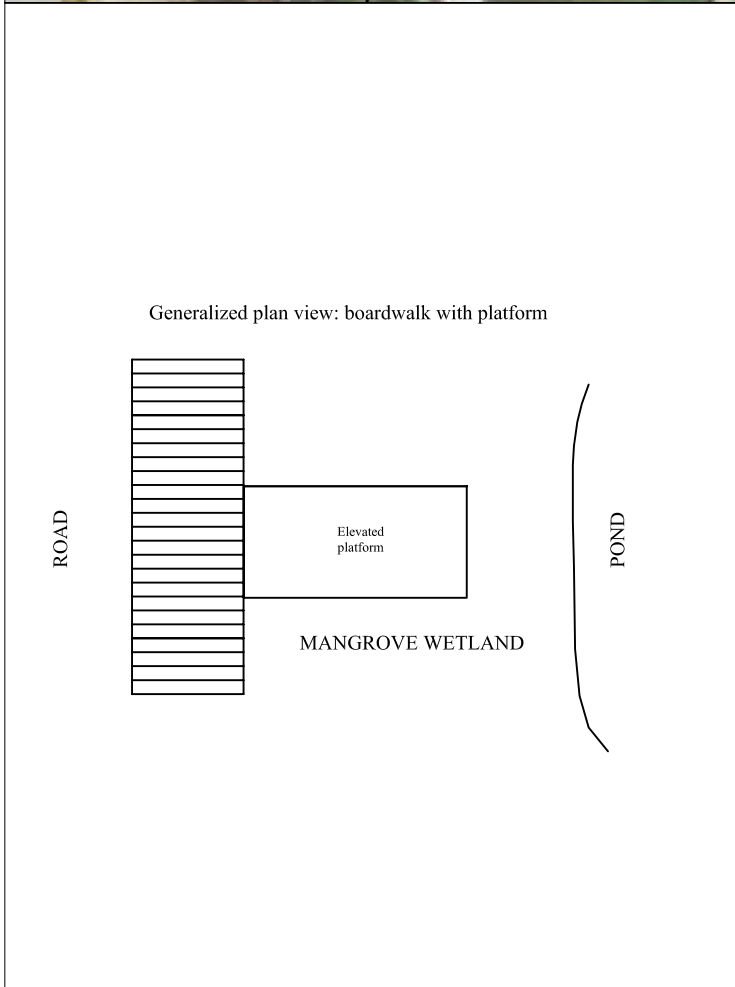 Generalized plan view: boardwalk with platform
ROAD
Elevated
platform
POND
MANGROVE WETLAND